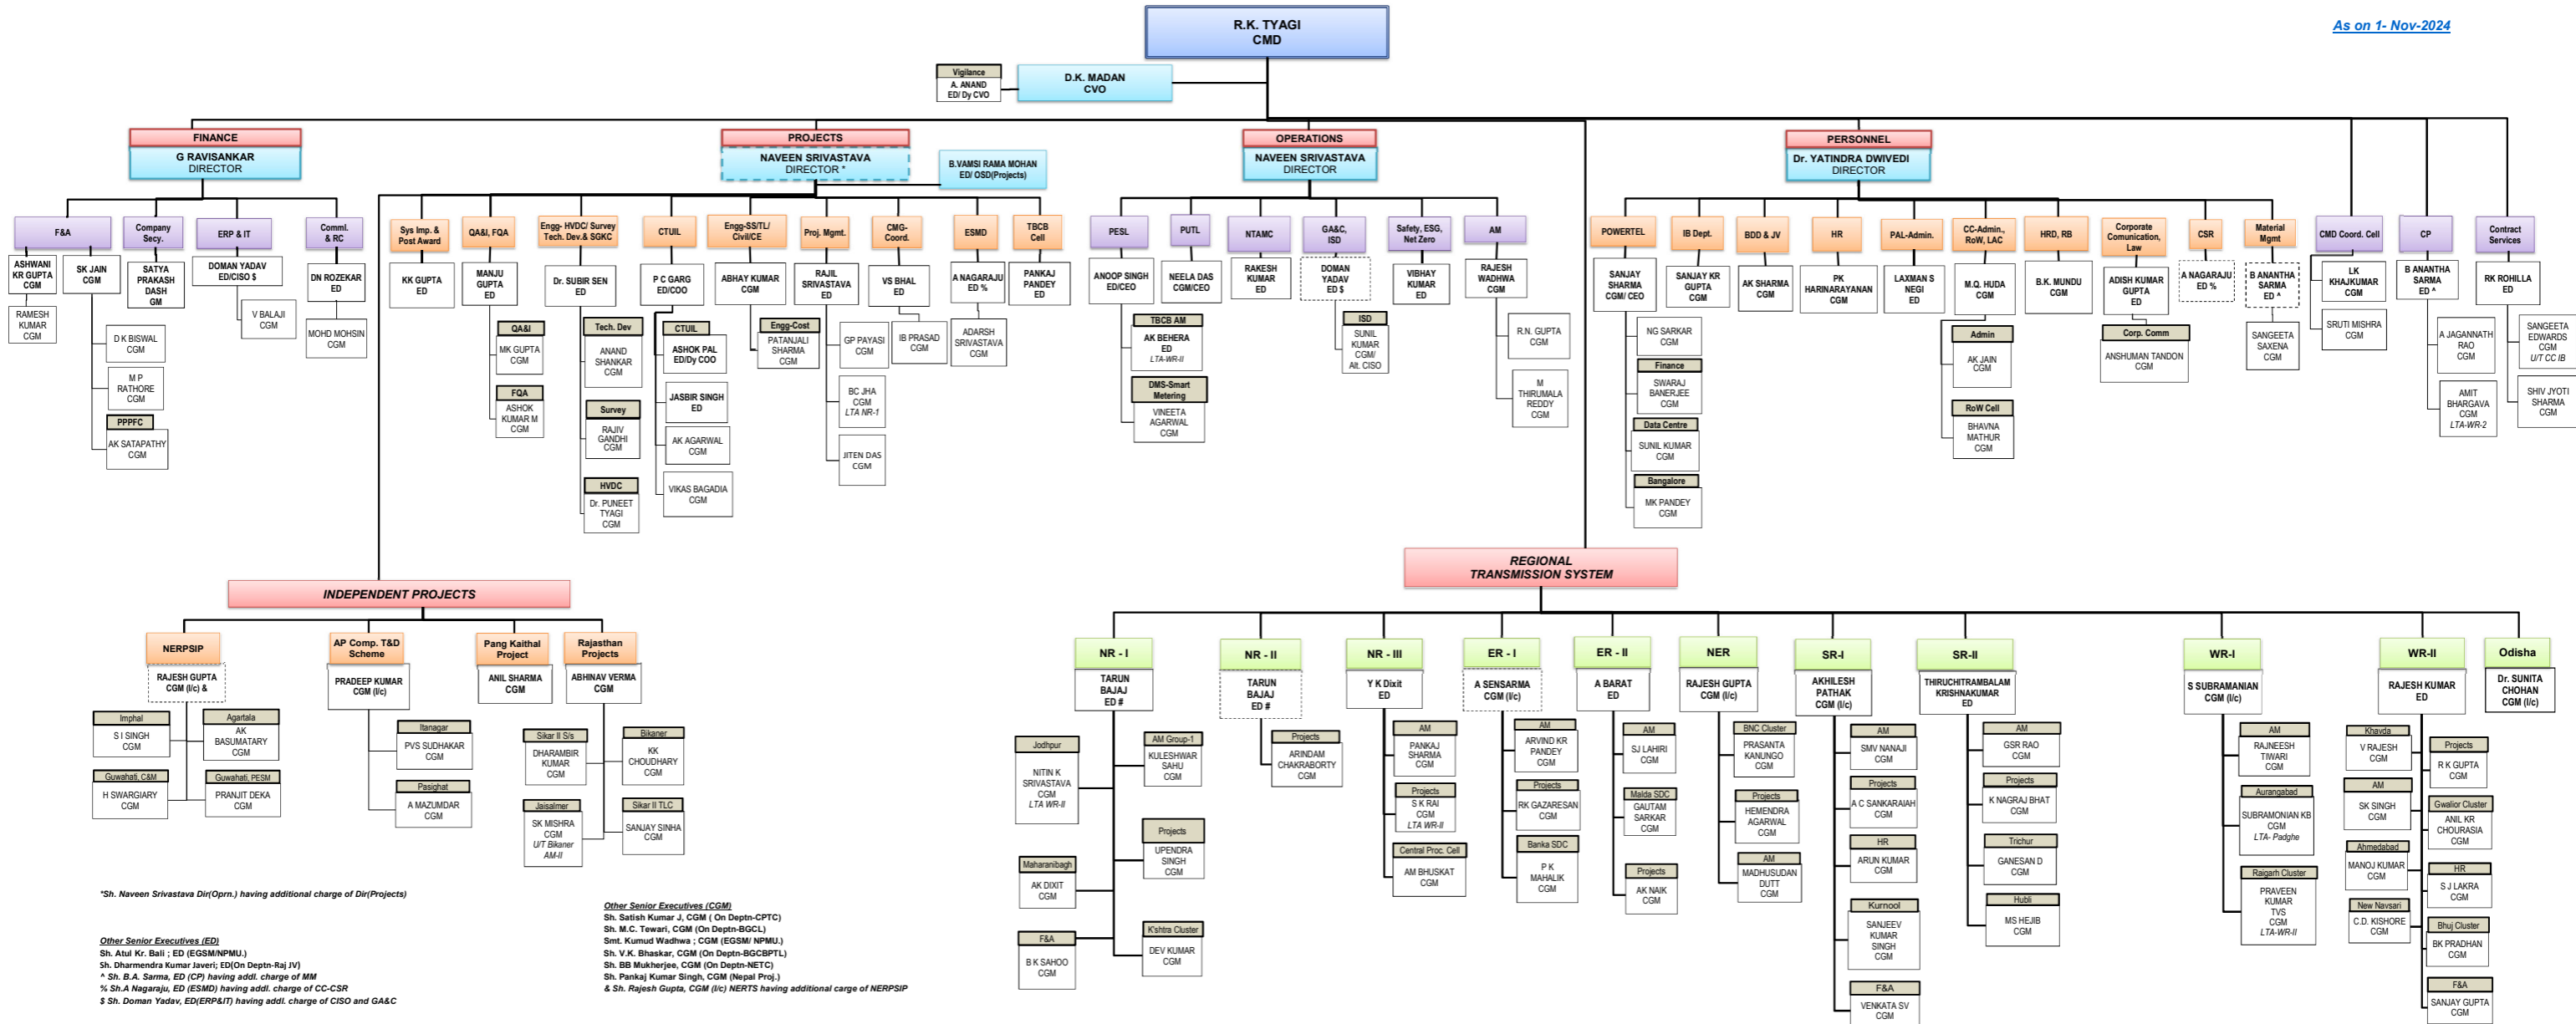 R.K. TYAGI
CMD
As on 1- Nov-2024
Vigilance
A. ANAND
ED/ Dy CVO
D.K. MADAN
CVO
FINANCE
G RAVISANKAR
DIRECTOR
PROJECTS
NAVEEN SRIVASTAVA
DIRECTOR *
B.VAMSI RAMA MOHAN
ED/ OSD(Projects)
OPERATIONS
NAVEEN SRIVASTAVA
DIRECTOR
PERSONNEL
Dr. YATINDRA DWIVEDI
DIRECTOR
F&A
ASHWANI
KR GUPTA
CGM
RAMESH
KUMAR
CGM
SK JAIN
CGM
D K BISWAL
CGM
M P
RATHORE
CGM
PPPFC
AK SATAPATHY
CGM
Company
Secy.
SATYA
PRAKASH
DASH
GM
ERP & IT
DOMAN YADAV
ED/CISO $
V BALAJI
CGM
Comml.
& RC
DN ROZEKAR
ED
MOHD MOHSIN
CGM
Sys Imp. &
Post Award
KK GUPTA
ED
QA&I, FQA
MANJU
GUPTA
ED
QA&I
MK GUPTA
CGM
FQA
ASHOK
KUMAR M
CGM
Engg- HVDC/ Survey
Tech. Dev.& SGKC
Dr. SUBIR SEN
ED
Tech. Dev
ANAND
SHANKAR
CGM
Survey
RAJIV
GANDHI
CGM
HVDC
Dr. PUNEET
TYAGI
CGM
CTUIL
P C GARG
ED/COO
CTUIL
ASHOK PAL
ED/Dy COO
JASBIR SINGH
ED
AK AGARWAL
CGM
VIKAS BAGADIA
CGM
Engg-SS/TL/
Civil/CE
ABHAY KUMAR
CGM
Engg-Cost
PATANJALI
SHARMA
CGM
Proj. Mgmt.
RAJIL
SRIVASTAVA
ED
GP PAYASI
CGM
BC JHA
CGM
LTA NR-1
JITEN DAS
CGM
CMG-
Coord.
VS BHAL
ED
IB PRASAD
CGM
ESMD
A NAGARAJU
ED %
ADARSH
SRIVASTAVA
CGM
TBCB
Cell
PANKAJ
PANDEY
ED
PESL
ANOOP SINGH
ED/CEO
TBCB AM
AK BEHERA
ED
LTA-WR-II
DMS-Smart
Metering
VINEETA
AGARWAL
CGM
PUTL
NEELA DAS
CGM/CEO
NTAMC
RAKESH
KUMAR
ED
GA&C,
ISD
DOMAN
YADAV
ED $
ISD
SUNIL
KUMAR
CGM/
Alt. CISO
Safety, ESG,
Net Zero
VIBHAY
KUMAR
ED
AM
RAJESH
WADHWA
CGM
R.N. GUPTA
CGM
M
THIRUMALA
REDDY
CGM
POWERTEL
SANJAY
SHARMA
CGM/ CEO
NG SARKAR
CGM
Finance
SWARAJ
BANERJEE
CGM
Data Centre
SUNIL KUMAR
CGM
Bangalore
MK PANDEY
CGM
IB Dept.
SANJAY KR
GUPTA
CGM
BDD & JV
AK SHARMA
CGM
HR
PK
HARINARAYANAN
CGM
PAL-Admin.
LAXMAN S
NEGI
ED
CC-Admin.,
RoW, LAC
M.Q. HUDA
CGM
Admin
AK JAIN
CGM
RoW Cell
BHAVNA
MATHUR
CGM
HRD, RB
B.K. MUNDU
CGM
Corporate
Comunication,
Law
ADISH KUMAR
GUPTA
ED
Corp. Comm
ANSHUMAN TANDON
CGM
CSR
A NAGARAJU
ED %
Material
Mgmt
B ANANTHA
SARMA
ED ^
SANGEETA
SAXENA
CGM
CMD Coord. Cell
LK
KHAJKUMAR
CGM
SRUTI MISHRA
CGM
CP
B ANANTHA
SARMA
ED ^
A JAGANNATH
RAO
CGM
AMIT
BHARGAVA
CGM
LTA-WR-2
Contract
Services
RK ROHILLA
ED
SANGEETA
EDWARDS
CGM
U/T CC IB
SHIV JYOTI
SHARMA
CGM
INDEPENDENT PROJECTS
NERPSIP
RAJESH GUPTA
CGM (I/c) &
Imphal
S I SINGH
CGM
Agartala
AK
BASUMATARY
CGM
Guwahati, C&M
H SWARGIARY
CGM
Guwahati, PESM
PRANJIT DEKA
CGM
AP Comp. T&D
Scheme
PRADEEP KUMAR
CGM (I/c)
Itanagar
PVS SUDHAKAR
CGM
Pasighat
A MAZUMDAR
CGM
Pang Kaithal
Project
ANIL SHARMA
CGM
Rajasthan
Projects
ABHINAV VERMA
CGM
Sikar II S/s
DHARAMBIR
KUMAR
CGM
Bikaner
KK
CHOUDHARY
CGM
Jaisalmer
SK MISHRA
CGM
U/T Bikaner
AM-II
Sikar II TLC
SANJAY SINHA
CGM
REGIONAL
TRANSMISSION SYSTEM
NR - I
TARUN
BAJAJ
ED #
Jodhpur
NITIN K
SRIVASTAVA
CGM
LTA WR-II
AM Group-1
KULESHWAR
SAHU
CGM
Projects
UPENDRA
SINGH
CGM
Maharanibagh
AK DIXIT
CGM
F&A
B K SAHOO
CGM
K'shtra Cluster
DEV KUMAR
CGM
NR - II
TARUN
BAJAJ
ED #
Projects
ARINDAM
CHAKRABORTY
CGM
NR - III
Y K Dixit
ED
AM
PANKAJ
SHARMA
CGM
Projects
S K RAI
CGM
LTA WR-II
Central Proc. Cell
AM BHUSKAT
CGM
ER - I
A SENSARMA
CGM (I/c)
AM
ARVIND KR
PANDEY
CGM
Projects
RK GAZARESAN
CGM
Banka SDC
P K
MAHALIK
CGM
ER - II
A BARAT
ED
AM
SJ LAHIRI
CGM
Malda SDC
GAUTAM
SARKAR
CGM
Projects
AK NAIK
CGM
NER
RAJESH GUPTA
CGM (I/c)
BNC Cluster
PRASANTA
KANUNGO
CGM
Projects
HEMENDRA
AGARWAL
CGM
AM
MADHUSUDAN
DUTT
CGM
SR-I
AKHILESH
PATHAK
CGM (I/c)
AM
SMV NANAJI
CGM
Projects
A C SANKARAIAH
CGM
HR
ARUN KUMAR
CGM
Kurnool
SANJEEV
KUMAR
SINGH
CGM
F&A
VENKATA SV
CGM
SR-II
THIRUCHITRAMBALAM
KRISHNAKUMAR
ED
AM
GSR RAO
CGM
Projects
K NAGRAJ BHAT
CGM
Trichur
GANESAN D
CGM
Hubli
MS HEJIB
CGM
WR-I
S SUBRAMANIAN
CGM (I/c)
AM
RAJNEESH
TIWARI
CGM
Aurangabad
SUBRAMONIAN KB
CGM
LTA- Padghe
Raigarh Cluster
PRAVEEN
KUMAR
TVS
CGM
LTA-WR-II
WR-II
RAJESH KUMAR
ED
Khavda
V RAJESH
CGM
Projects
R K GUPTA
CGM
AM
SK SINGH
CGM
Gwalior Cluster
ANIL KR
CHOURASIA
CGM
Ahmedabad
MANOJ KUMAR
CGM
HR
S J LAKRA
CGM
New Navsari
C.D. KISHORE
CGM
Bhuj Cluster
BK PRADHAN
CGM
F&A
SANJAY GUPTA
CGM
Odisha
Dr. SUNITA
CHOHAN
CGM (I/c)
*Sh. Naveen Srivastava Dir(Oprn.) having additional charge of Dir(Projects)
Other Senior Executives (ED)
Sh. Atul Kr. Bali ; ED (EGSM/NPMU.)
Sh. Dharmendra Kumar Javeri; ED(On Deptn-Raj JV)
^ Sh. B.A. Sarma, ED (CP) having addl. charge of MM
% Sh.A Nagaraju, ED (ESMD) having addl. charge of CC-CSR
$ Sh. Doman Yadav, ED(ERP&IT) having addl. charge of CISO and GA&C
Other Senior Executives (CGM)
Sh. Satish Kumar J, CGM ( On Deptn-CPTC)
Sh. M.C. Tewari, CGM (On Deptn-BGCL)
Smt. Kumud Wadhwa ; CGM (EGSM/ NPMU.)
Sh. V.K. Bhaskar, CGM (On Deptn-BGCBPTL)
Sh. BB Mukherjee, CGM (On Deptn-NETC)
Sh. Pankaj Kumar Singh, CGM (Nepal Proj.)
& Sh. Rajesh Gupta, CGM (I/c) NERTS having additional carge of NERPSIP